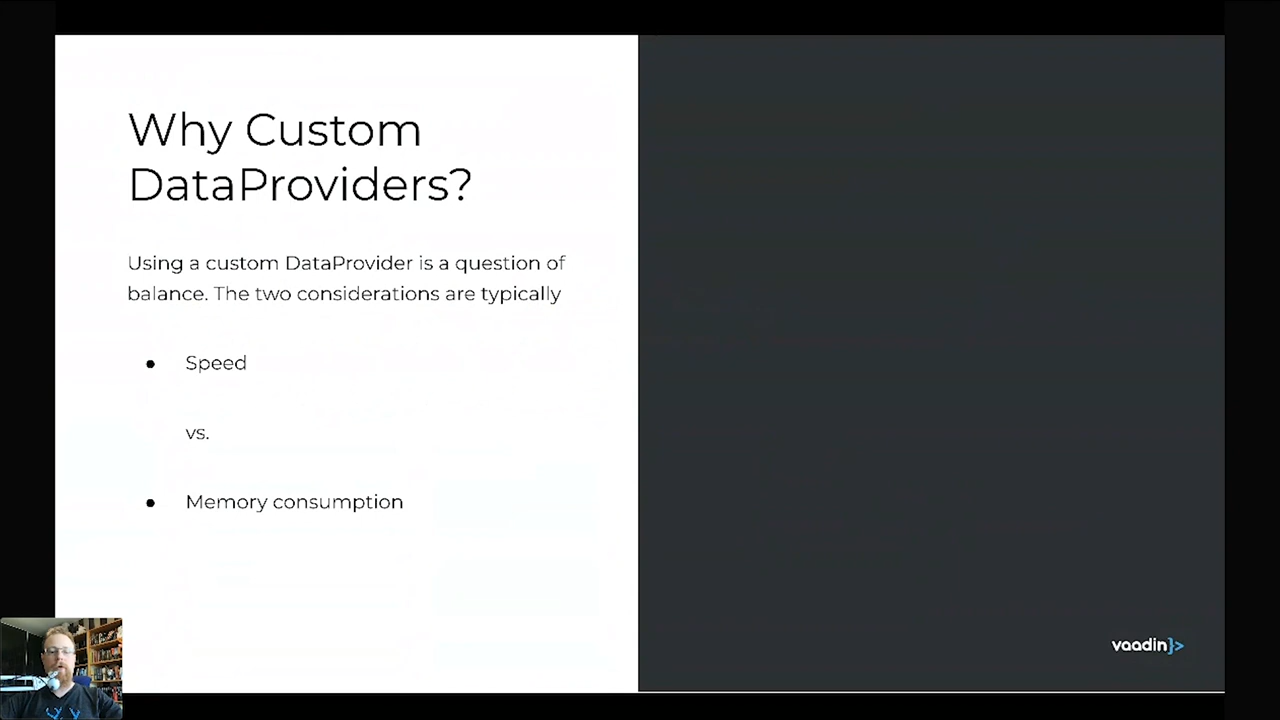 Why Custom
DataProviders?
Using a custom DataProvider is a question of
balance. The two considerations are typically
● Speed
vs.
● Memory consumption
vaadin}>